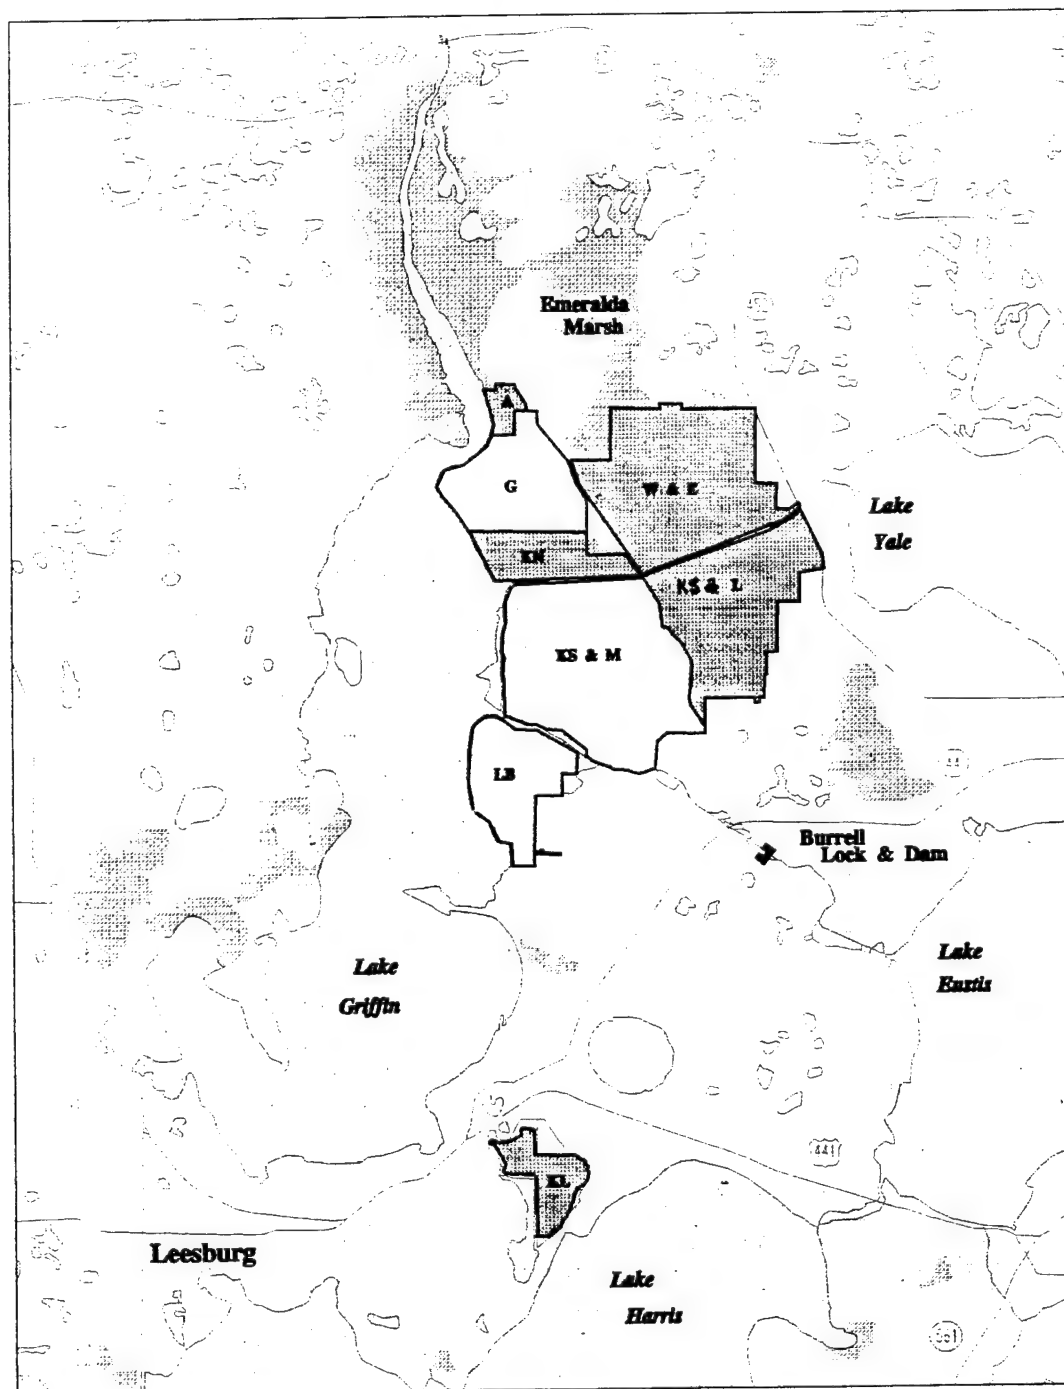 Emeralda
Marsh
A
G
W & E
Lake
Yale
KN
KS & L
KS & M
LB
Burrell
Lock & Dam
Lake
Griffin
Lake
Eustis
441
KL
Leesburg
Lake
Harris